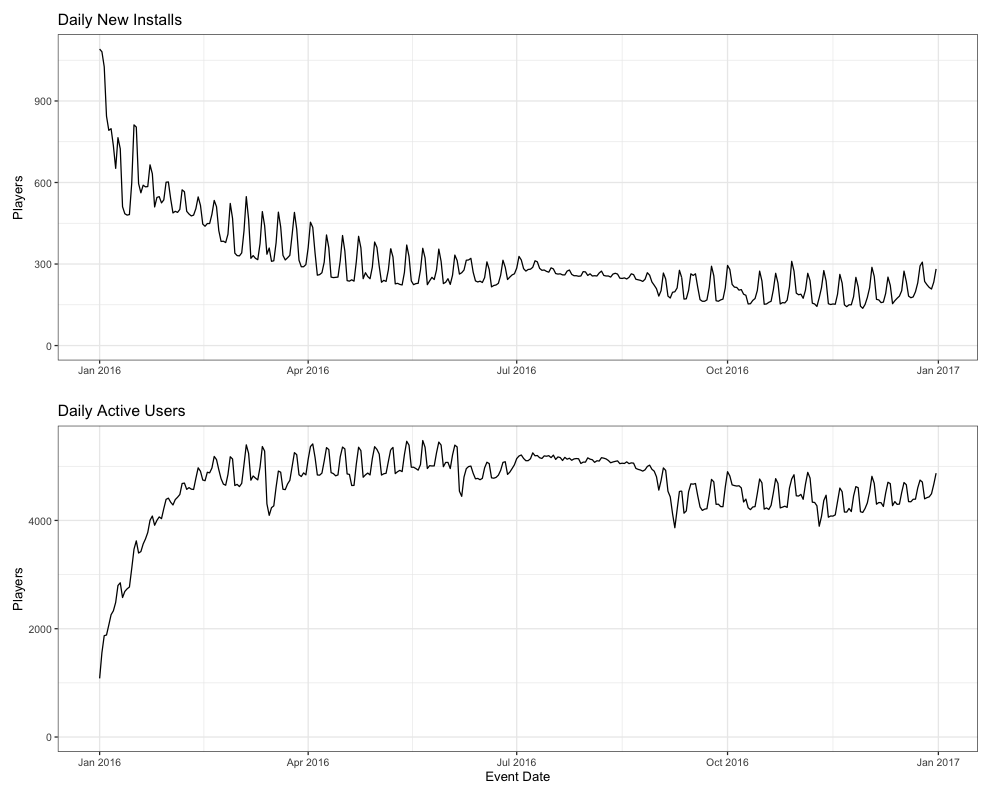 Daily New Installs
Players
900
600
300
0
Jan 2016 Apr 2016 Jul 2016 Oct 2016 Jan 2017
Daily Active Users
Players
4000
2000
0
Jan 2016 Apr 2016 Jul 2016 Oct 2016 Jan 2017
Event Date